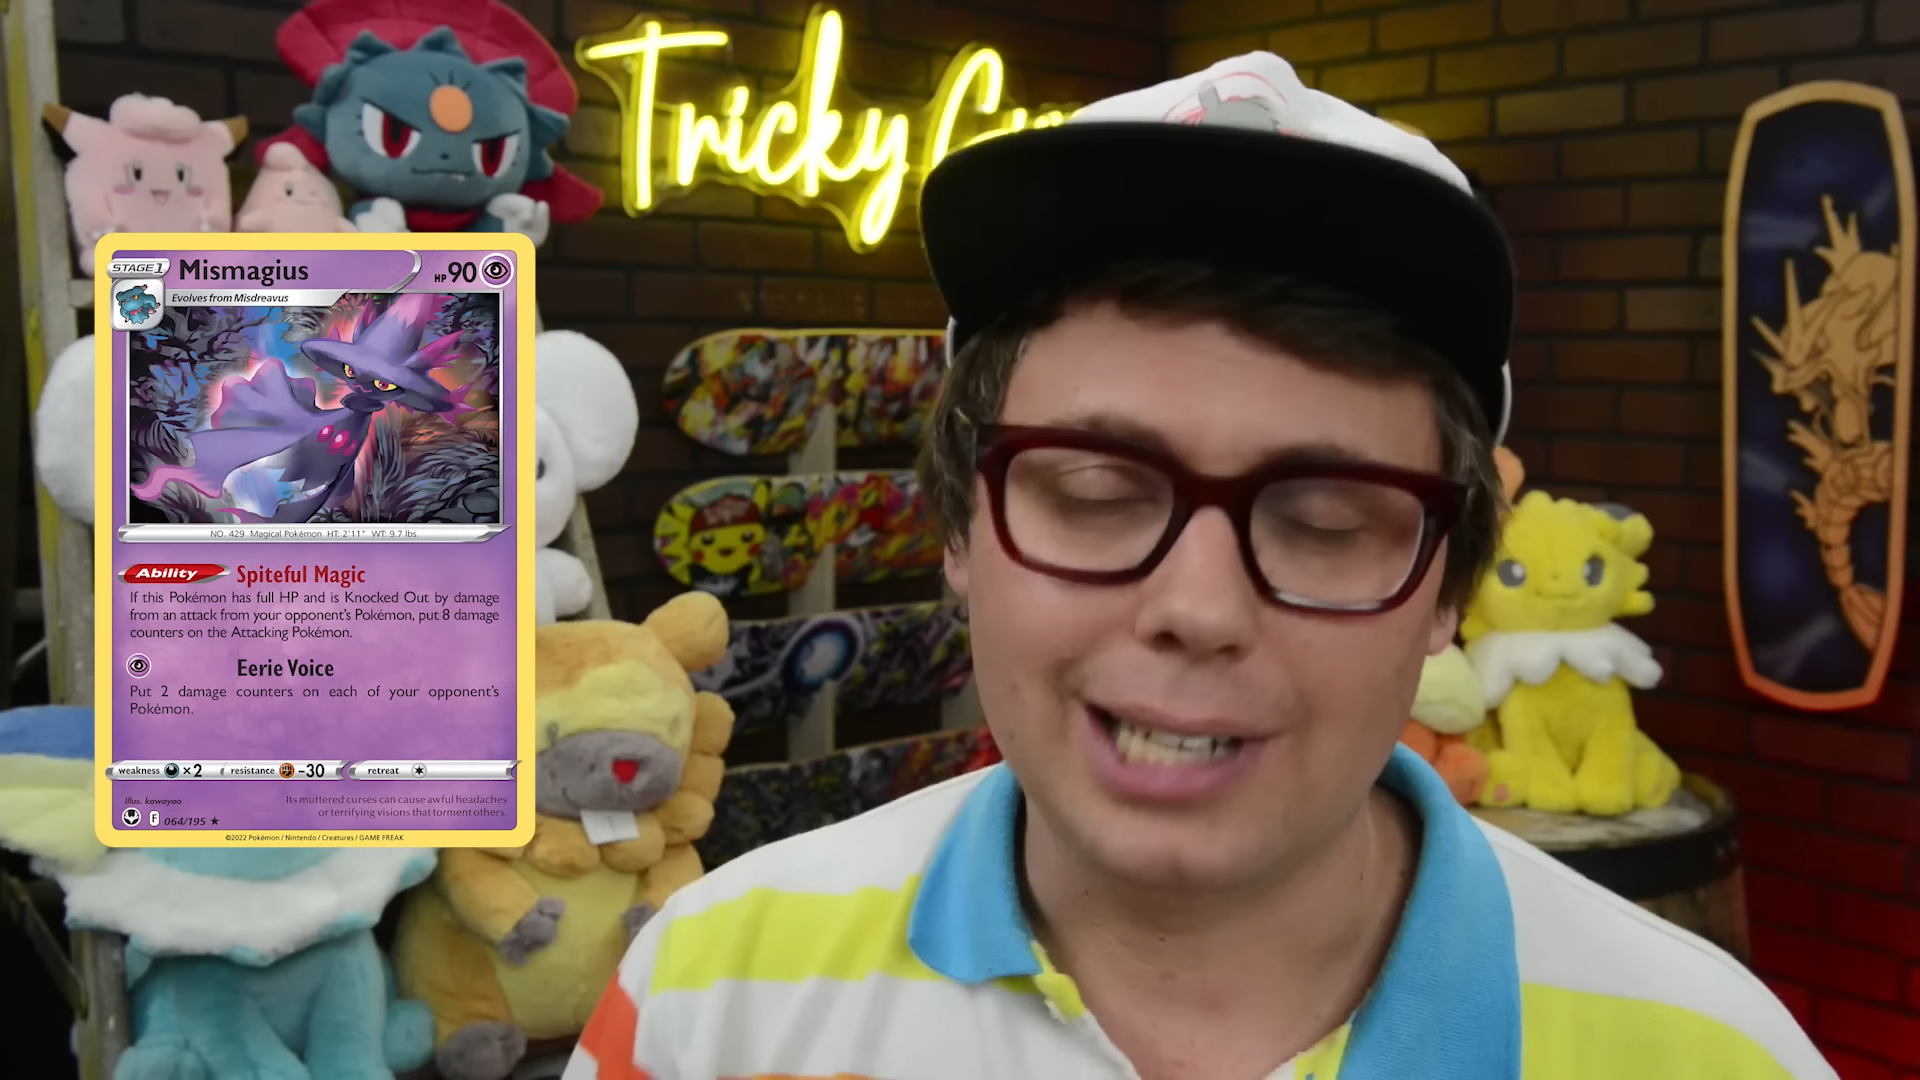 Tricky
STAGE 1
Mismagius
HP 90
Evolves from Misdreavus
NO. 429 Magical Pokémon HT: 2'11" WT: 9.7 lbs.
Ability Spiteful Magic
If this Pokémon has full HP and is Knocked Out by damage
from an attack from your opponent's Pokémon, put 8 damage
counters on the Attacking Pokémon.
Eerie Voice
Put 2 damage counters on each of your opponent's
Pokémon.
weakness ×2 resistance -30 retreat
Illus. kawayoo
Its muttered curses can cause awful headaches
or terrifying visions that torment others.
F 064/195 ★
©2022 Pokémon / Nintendo / Creatures / GAME FREAK